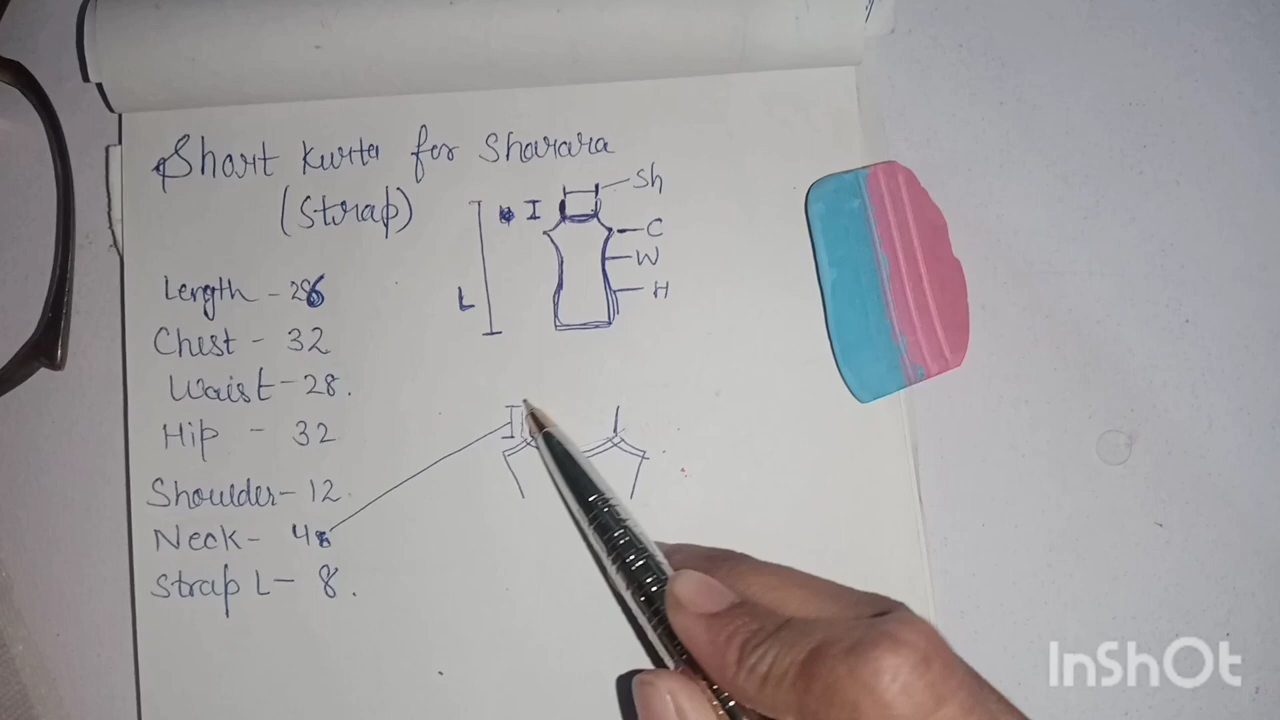 Short Kurta for Sharara
(Strap)
Sh
I
C
W
L
H
Length - 26
Chest - 32
Waist - 28.
Hip - 32
Shoulder - 12
I
Neck - 4
Strap L - 8.
InShOt